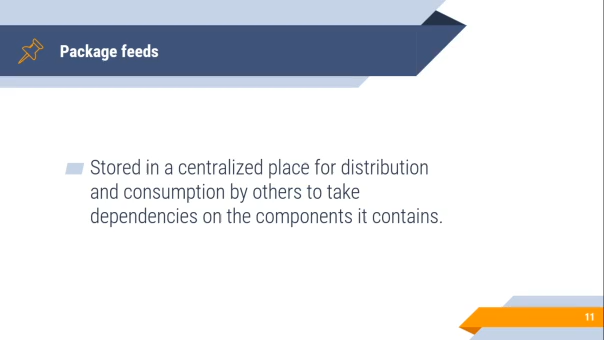 Package feeds
Stored in a centralized place for distribution
and consumption by others to take
dependencies on the components it contains.
11